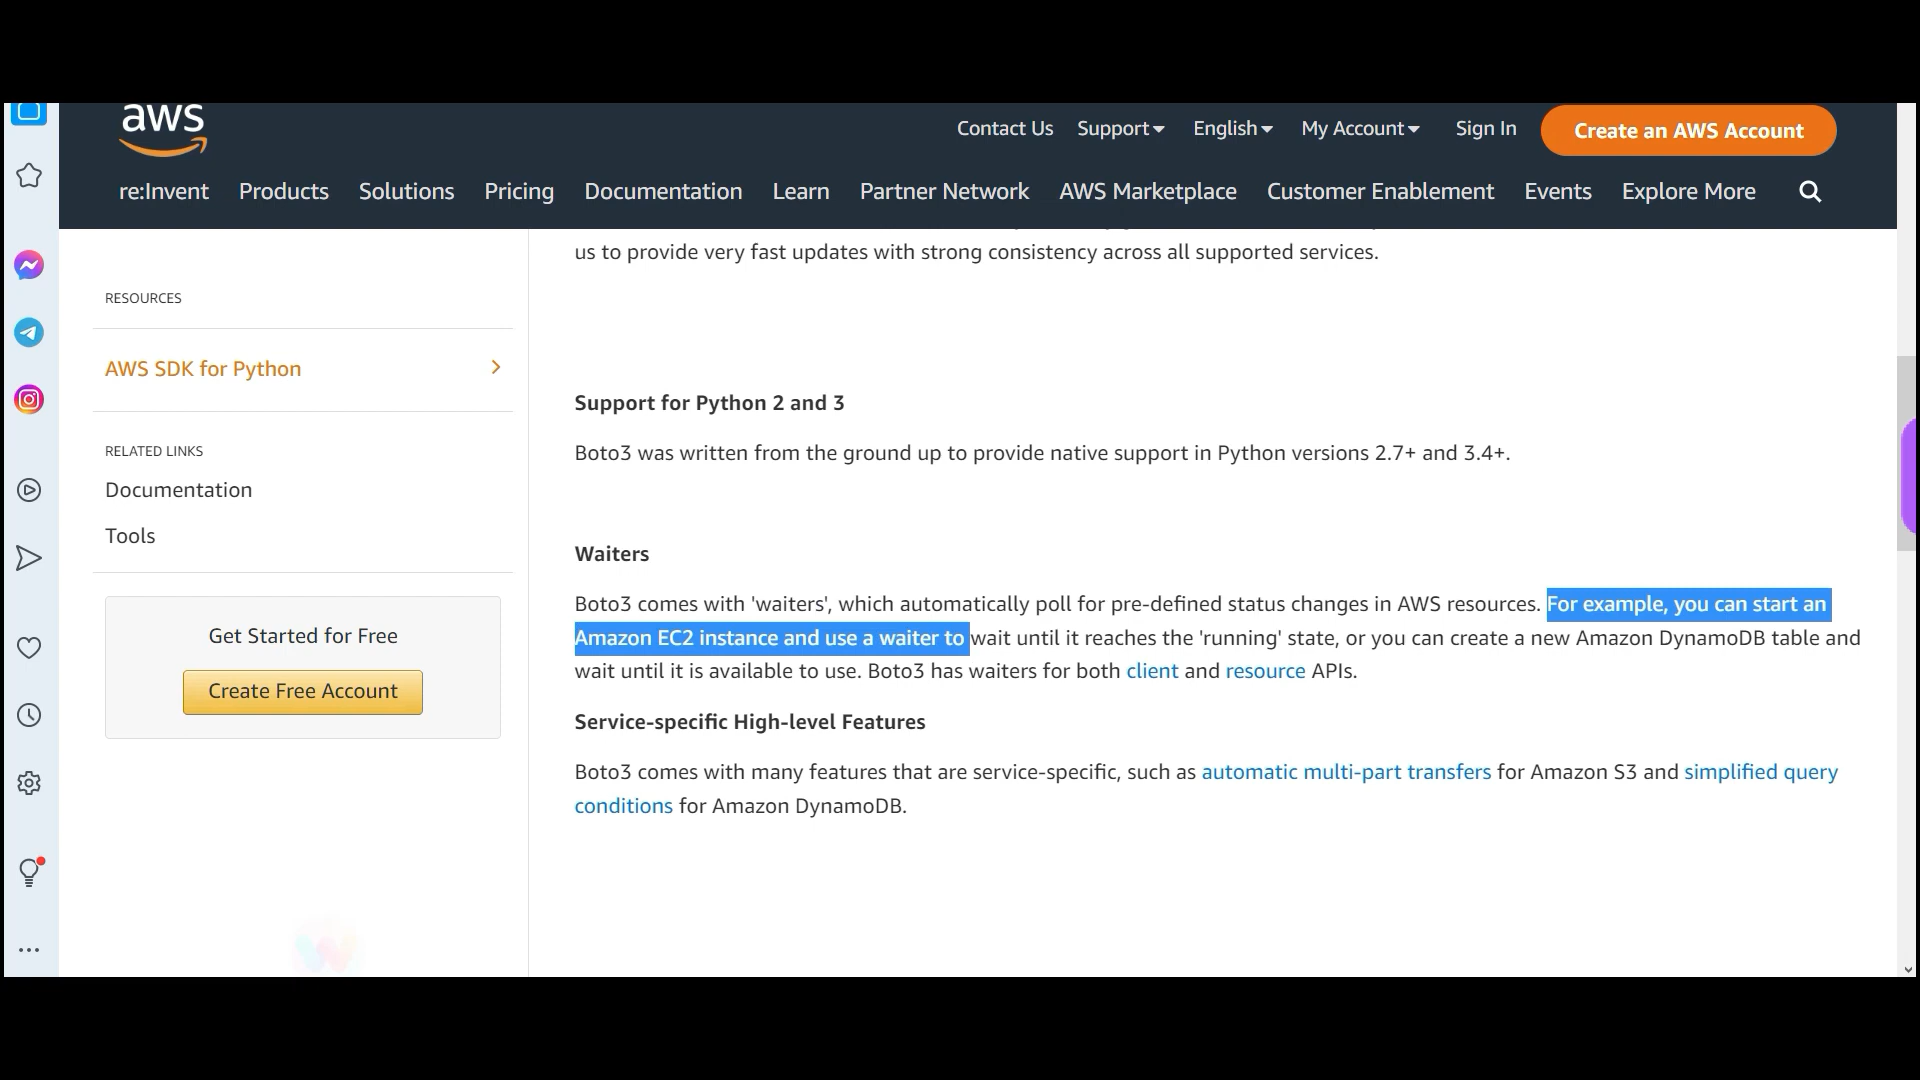 aws
Contact Us Support English My Account Sign In Create an AWS Account
re:Invent Products Solutions Pricing Documentation Learn Partner Network AWS Marketplace Customer Enablement Events Explore More
us to provide very fast updates with strong consistency across all supported services.
RESOURCES
AWS SDK for Python
RELATED LINKS
Documentation
Tools
Get Started for Free
Create Free Account
Support for Python 2 and 3
Boto3 was written from the ground up to provide native support in Python versions 2.7+ and 3.4+.
Waiters
Boto3 comes with 'waiters', which automatically poll for pre-defined status changes in AWS resources. For example, you can start an
Amazon EC2 instance and use a waiter to wait until it reaches the 'running' state, or you can create a new Amazon DynamoDB table and
wait until it is available to use. Boto3 has waiters for both client and resource APIs.
Service-specific High-level Features
Boto3 comes with many features that are service-specific, such as automatic multi-part transfers for Amazon S3 and simplified query
conditions for Amazon DynamoDB.